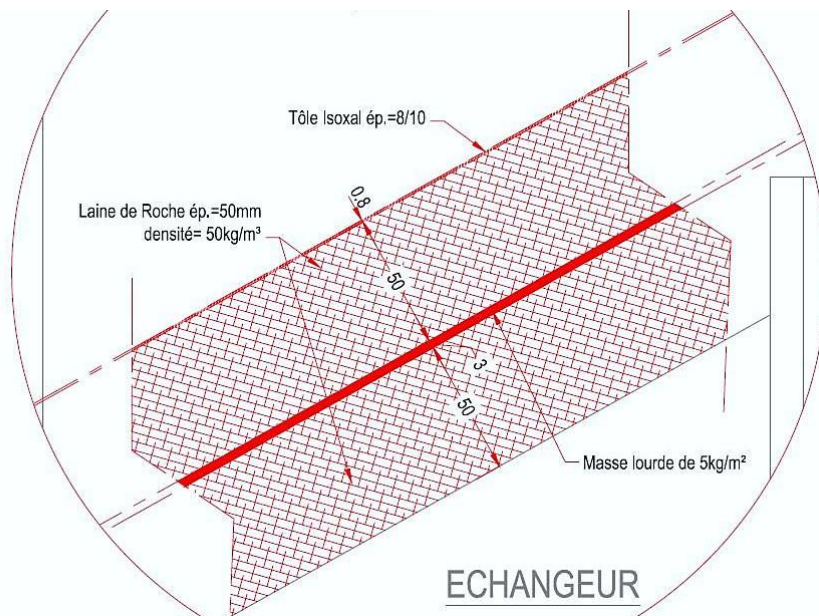 Tôle Isoxal ép.=8/10
0.8
Laine de Roche ép.=50mm
densité= 50kg/m³
50
3
50
Masse lourde de 5kg/m²
ECHANGEUR